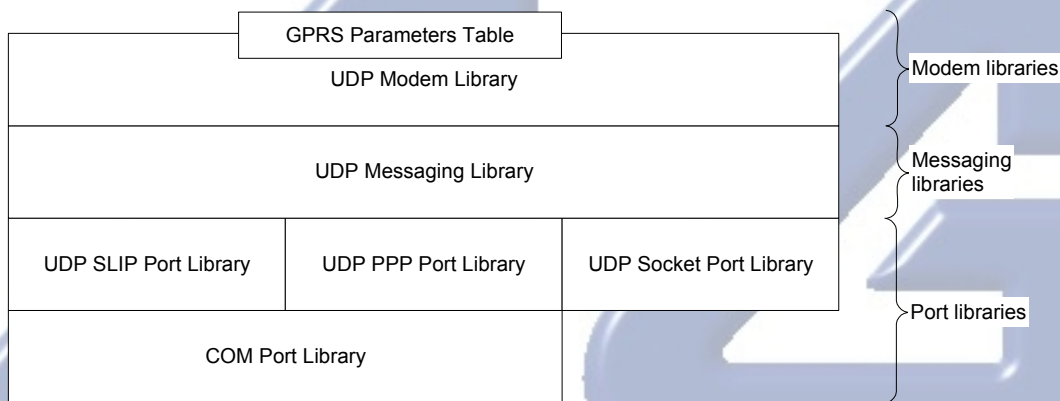 GPRS Parameters Table
UDP Modem Library
Modem libraries
UDP Messaging Library
Messaging
libraries
UDP SLIP Port Library
UDP PPP Port Library
UDP Socket Port Library
Port libraries
COM Port Library